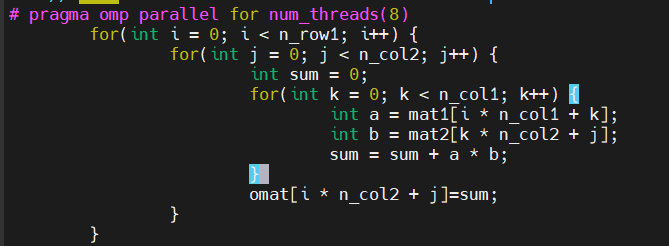 # pragma omp parallel for num_threads(8)
for(int i = 0; i < n_row1; i++) {
for(int j = 0; j < n_col2; j++) {
int sum = 0;
for(int k = 0; k < n_col1; k++) {
int a = mat1[i * n_col1 + k];
int b = mat2[k * n_col2 + j];
sum = sum + a * b;
}
omat[i * n_col2 + j]=sum;
}
}